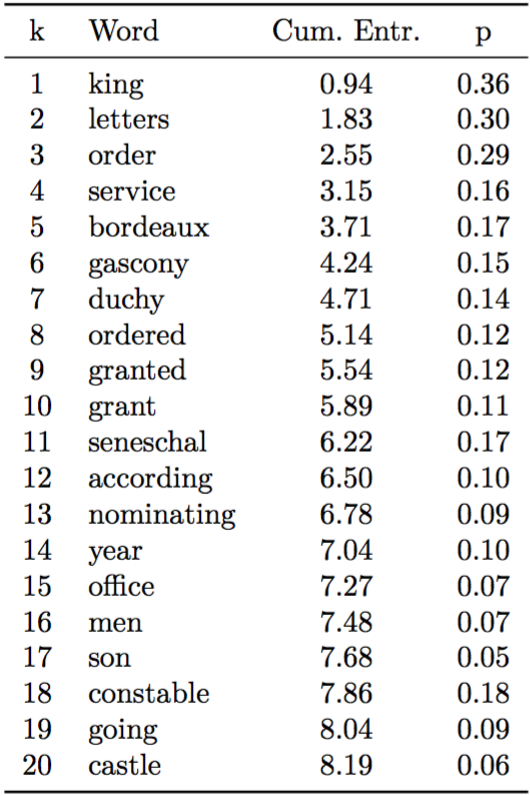 k Word Cum. Entr. p
1 king 0.94 0.36
2 letters 1.83 0.30
3 order 2.55 0.29
4 service 3.15 0.16
5 bordeaux 3.71 0.17
6 gascony 4.24 0.15
7 duchy 4.71 0.14
8 ordered 5.14 0.12
9 granted 5.54 0.12
10 grant 5.89 0.11
11 seneschal 6.22 0.17
12 according 6.50 0.10
13 nominating 6.78 0.09
14 year 7.04 0.10
15 office 7.27 0.07
16 men 7.48 0.07
17 son 7.68 0.05
18 constable 7.86 0.18
19 going 8.04 0.09
20 castle 8.19 0.06